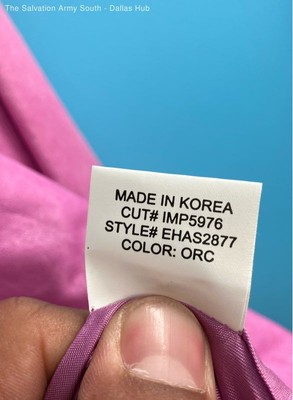 The Salvation Army South - Dallas Hub
MADE IN KOREA
CUT# IMP5976
STYLE# EHAS2877
COLOR: ORC